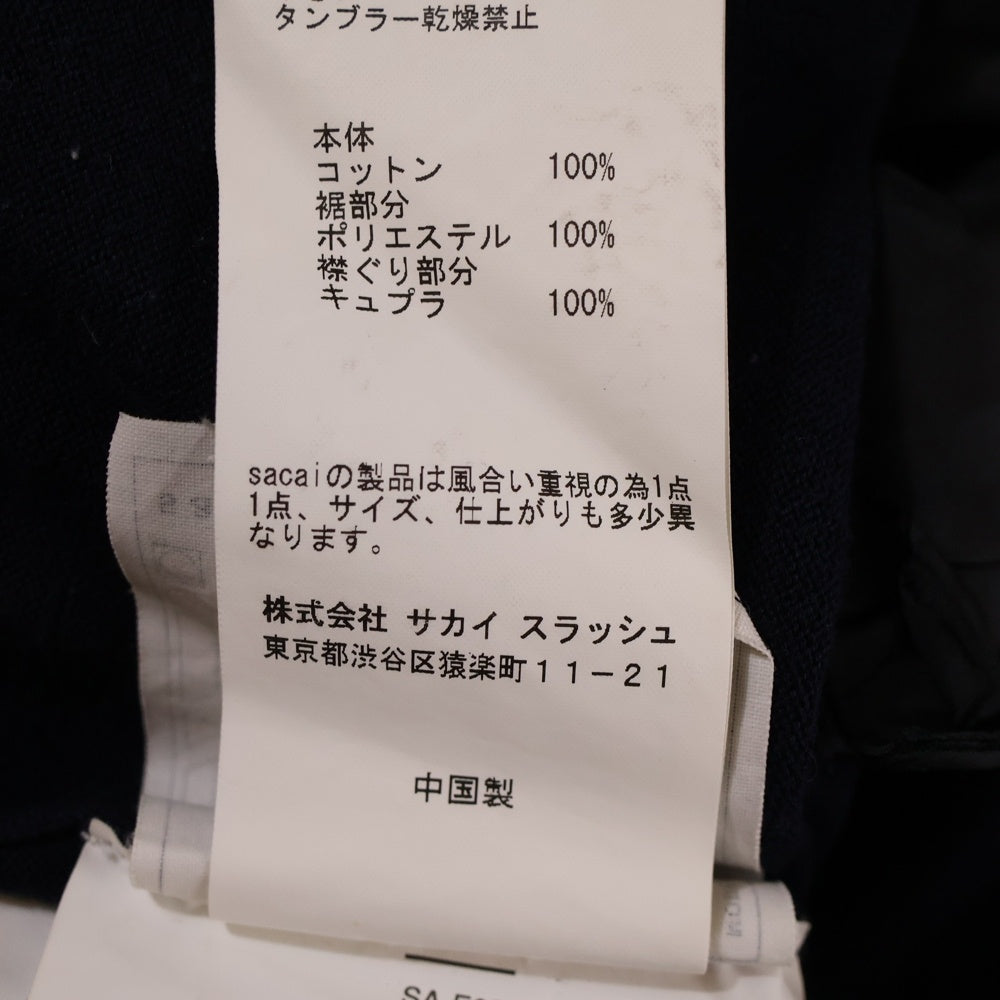 タンブラー乾燥禁止
本体
コットン 100%
裾部分
ポリエステル 100%
襟ぐり部分
キュプラ 100%
sacaiの製品は風合い重視の為1点
1点、サイズ、仕上がりも多少異
なります。
株式会社 サカイ スラッシュ
東京都渋谷区猿楽町11-21
中国製